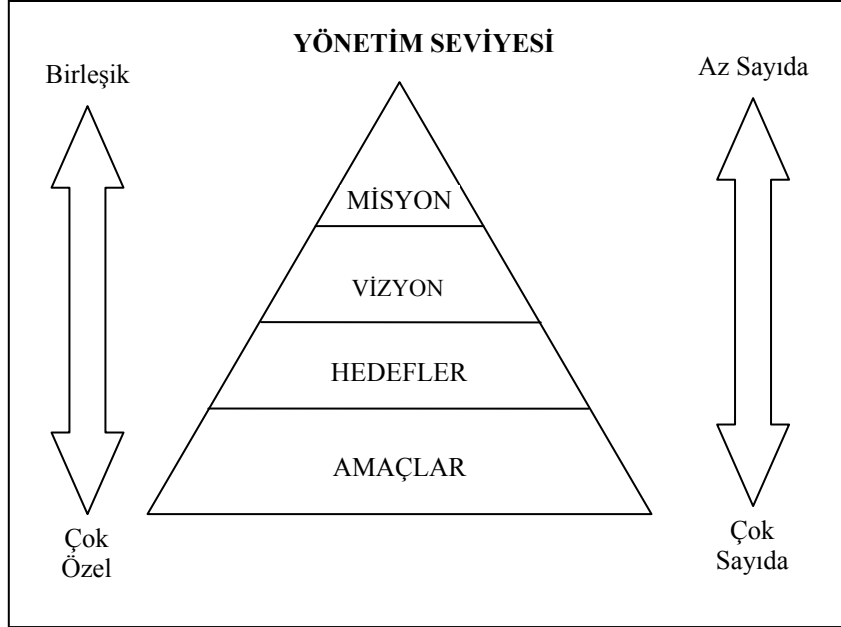 YÖNETİM SEVİYESİ
Birleşik
Az Sayıda
MİSYON
VİZYON
HEDEFLER
AMAÇLAR
Çok
Özel
Çok
Sayıda